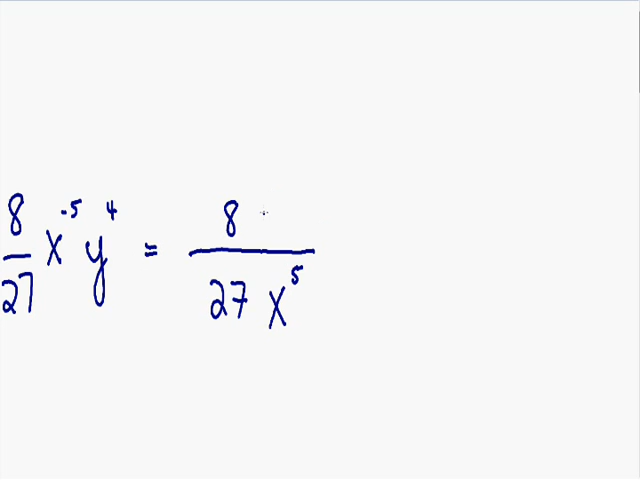 8/27 x^-5 y^4 = 8/(27 x^5)